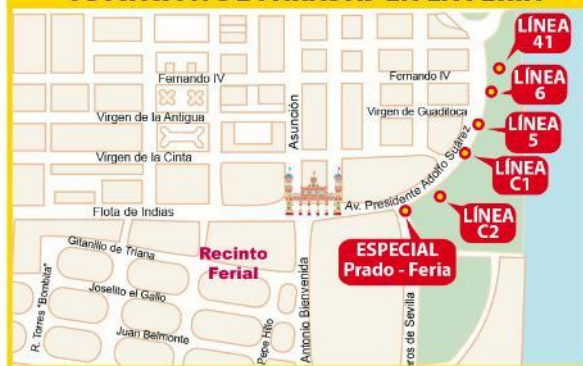 LÍNEA
41
Fernando IV
Fernando IV
LÍNEA
6
Virgen de la Antigua
Asunción
Virgen de Guaditoca
LÍNEA
5
Virgen de la Cinta
LÍNEA
C1
Av. Presidente Adolfo Suárez
Flota de Indias
LÍNEA
C2
ESPECIAL
Prado - Feria
Gitanillo de Triana
Recinto
Ferial
R. Torres "Bombita"
Joselito el Gallo
Antonio Bienvenida
Juan Belmonte
Pepe Hillo
de Sevilla